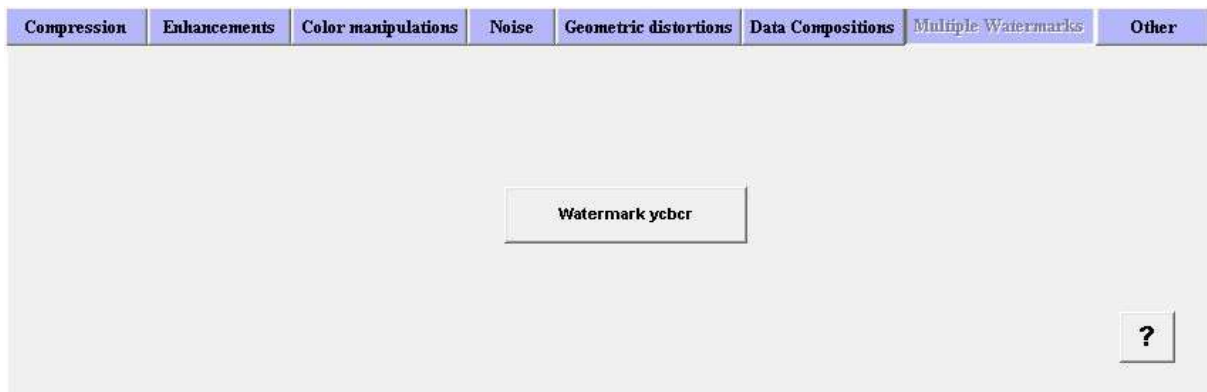 Compression Enhancements Color manipulations Noise Geometric distortions Data Compositions Multiple Watermarks Other
Watermark ycbcr
?